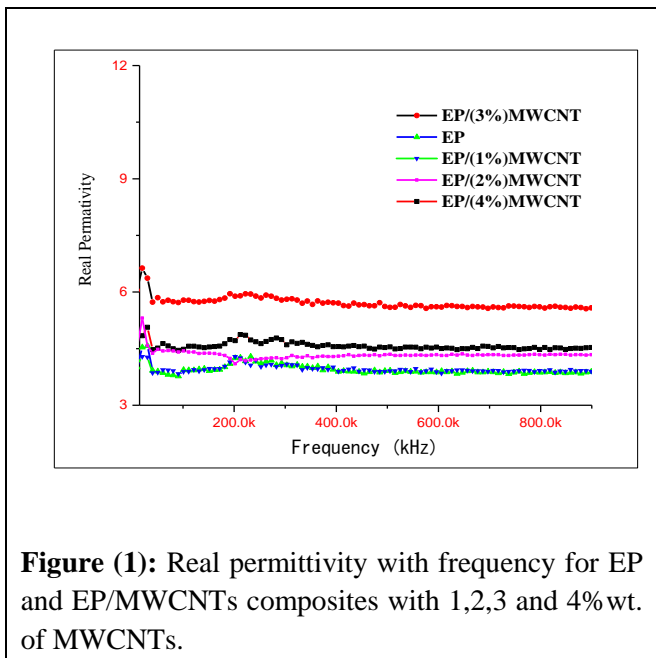 12
9
6
3
Real Permativity
EP/(3%)MWCNT
EP
EP/(1%)MWCNT
EP/(2%)MWCNT
EP/(4%)MWCNT
200.0k 400.0k 600.0k 800.0k
Frequency (kHz)
Figure (1): Real permittivity with frequency for EP
and EP/MWCNTs composites with 1,2,3 and 4%wt.
of MWCNTs.